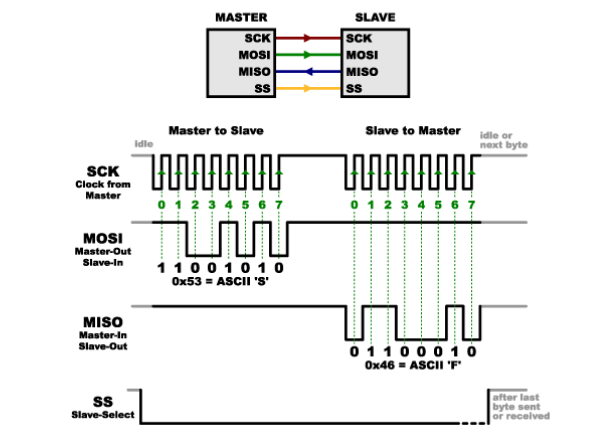 MASTER SLAVE
SCK SCK
MOSI MOSI
MISO MISO
SS SS
Master to Slave Slave to Master
idle
idle or
next byte
SCK
Clock from
Master
0 1 2 3 4 5 6 7 0 1 2 3 4 5 6 7
MOSI
Master-Out
Slave-In
1 1 0 0 1 0 1 0
0x53 = ASCII 'S'
MISO
Master-In
Slave-Out
0 1 1 0 0 0 1 0
0x46 = ASCII 'F'
SS
Slave-Select
after last
byte sent
or received